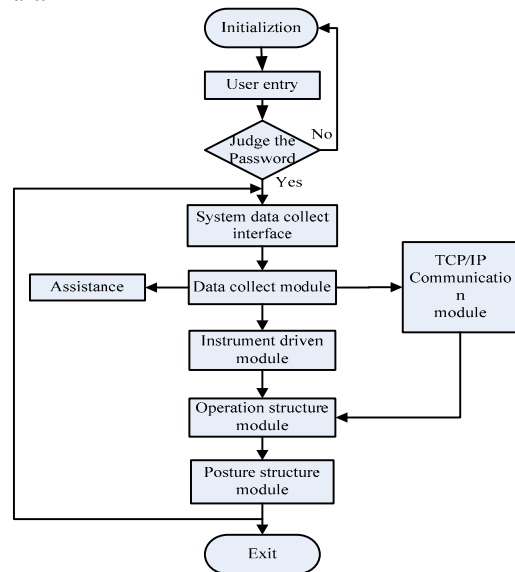 Initializtion
User entry
Judge the
Password
No
Yes
System data collect
interface
Assistance
Data collect module
TCP/IP
Communicatio
n
module
Instrument driven
module
Operation structure
module
Posture structure
module
Exit